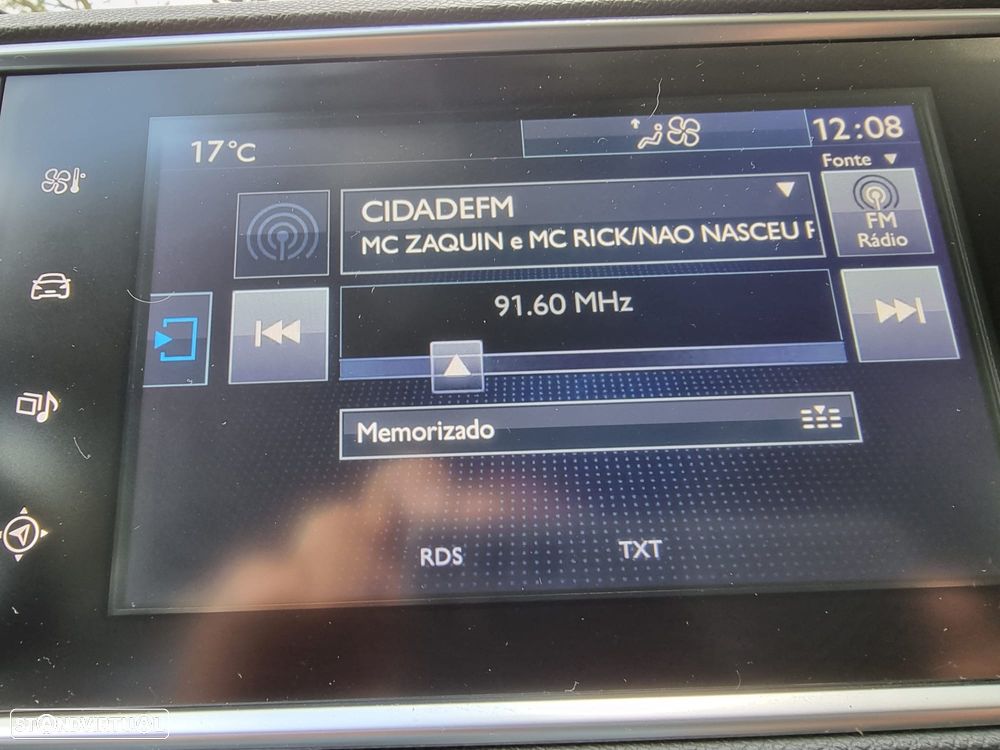 17°C
12:08
Fonte
CIDADEFM
MC ZAQUIN e MC RICK/NAO NASCEU
FM
Rádio
91.60 MHz
Memorizado
RDS
TXT
STANDVIRTUAL